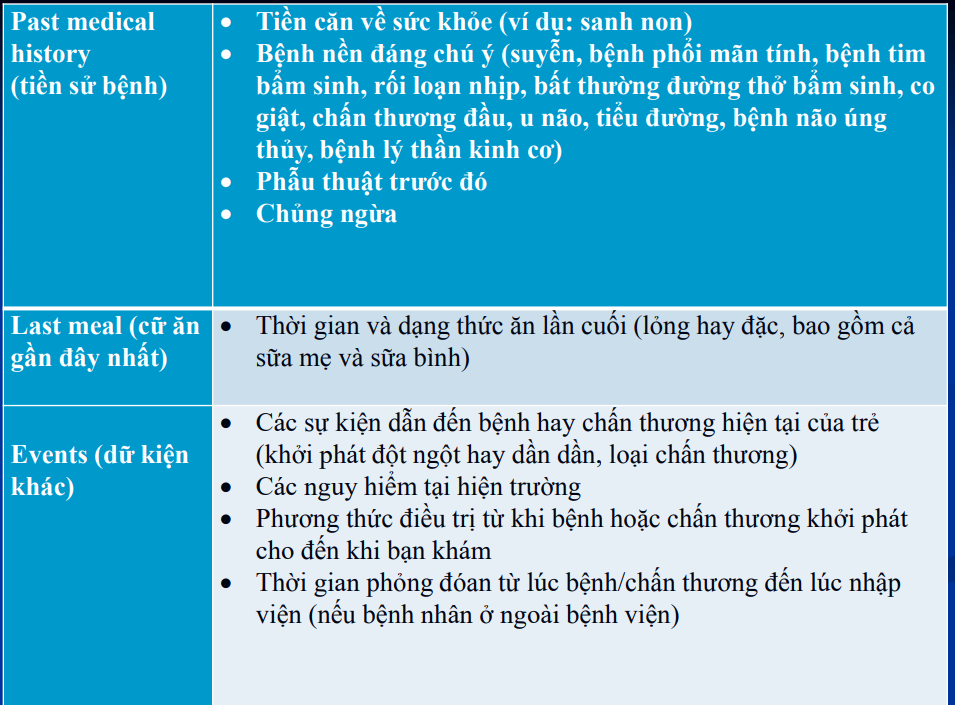 Past medical
history
(tiền sử bệnh)
• Tiền căn về sức khỏe (ví dụ: sanh non)
• Bệnh nền đáng chú ý (suyễn, bệnh phổi mãn tính, bệnh tim
bẩm sinh, rối loạn nhịp, bất thường đường thở bẩm sinh, co
giật, chấn thương đầu, u não, tiểu đường, bệnh não úng
thủy, bệnh lý thần kinh cơ)
• Phẫu thuật trước đó
• Chủng ngừa
Last meal (cữ ăn
gần đây nhất)
• Thời gian và dạng thức ăn lần cuối (lỏng hay đặc, bao gồm cả
sữa mẹ và sữa bình)
Events (dữ kiện
khác)
• Các sự kiện dẫn đến bệnh hay chấn thương hiện tại của trẻ
(khởi phát đột ngột hay dần dần, loại chấn thương)
• Các nguy hiểm tại hiện trường
• Phương thức điều trị từ khi bệnh hoặc chấn thương khởi phát
cho đến khi bạn khám
• Thời gian phỏng đóan từ lúc bệnh/chấn thương đến lúc nhập
viện (nếu bệnh nhân ở ngoài bệnh viện)